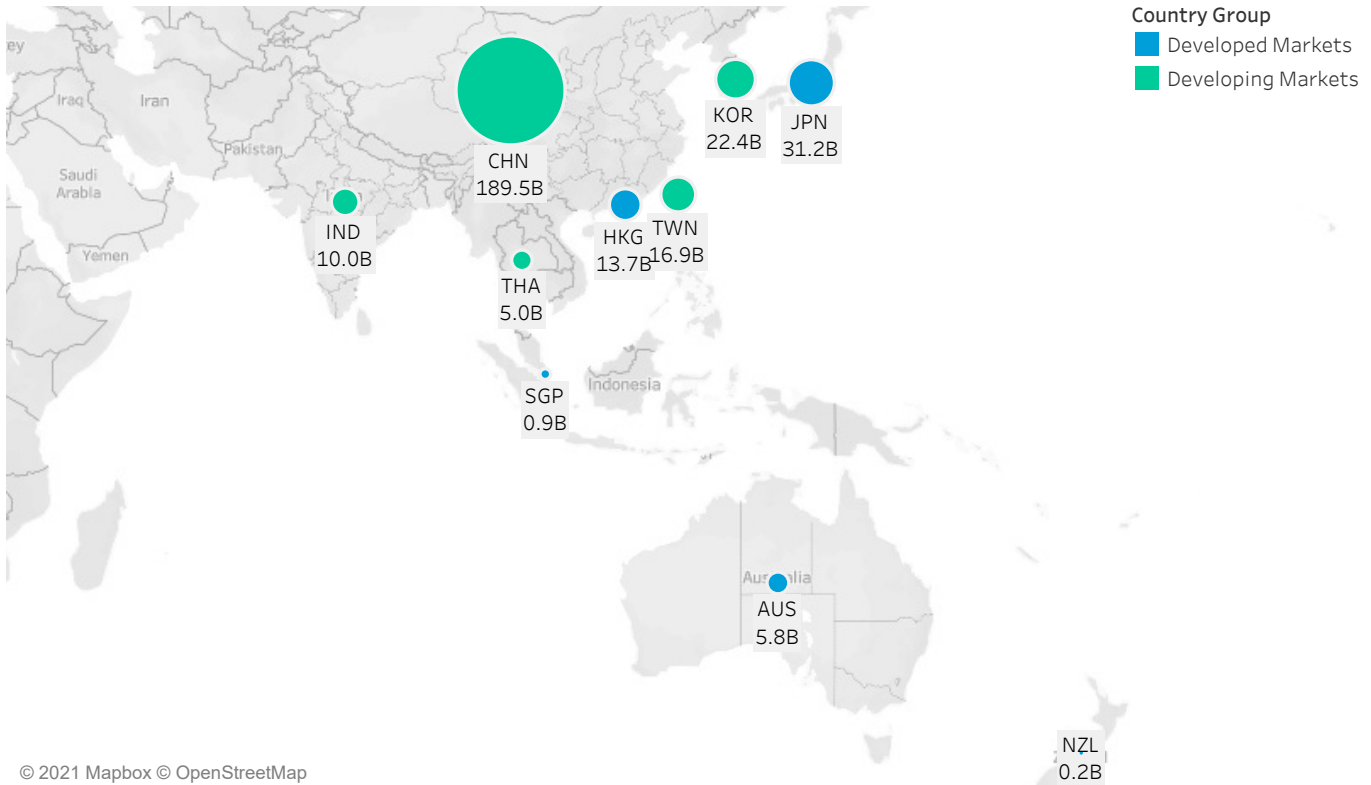 Country Group
Developed Markets
Developing Markets
ey
Iraq
Iran
Pakistan
Saudi
Arabia
Yemen
CHN
189.5B
KOR
22.4B
JPN
31.2B
IND
10.0B
HKG
13.7B
TWN
16.9B
THA
5.0B
SGP
0.9B
Indonesia
Australia
AUS
5.8B
NZL
0.2B
© 2021 Mapbox © OpenStreetMap